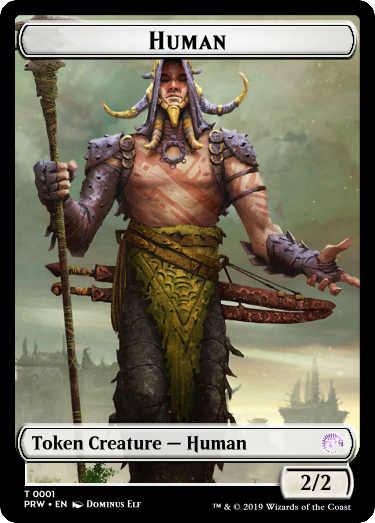 Human
Token Creature — Human
2/2
T 0001
PRW • EN Dominus Elf
™ & © 2019 Wizards of the Coast